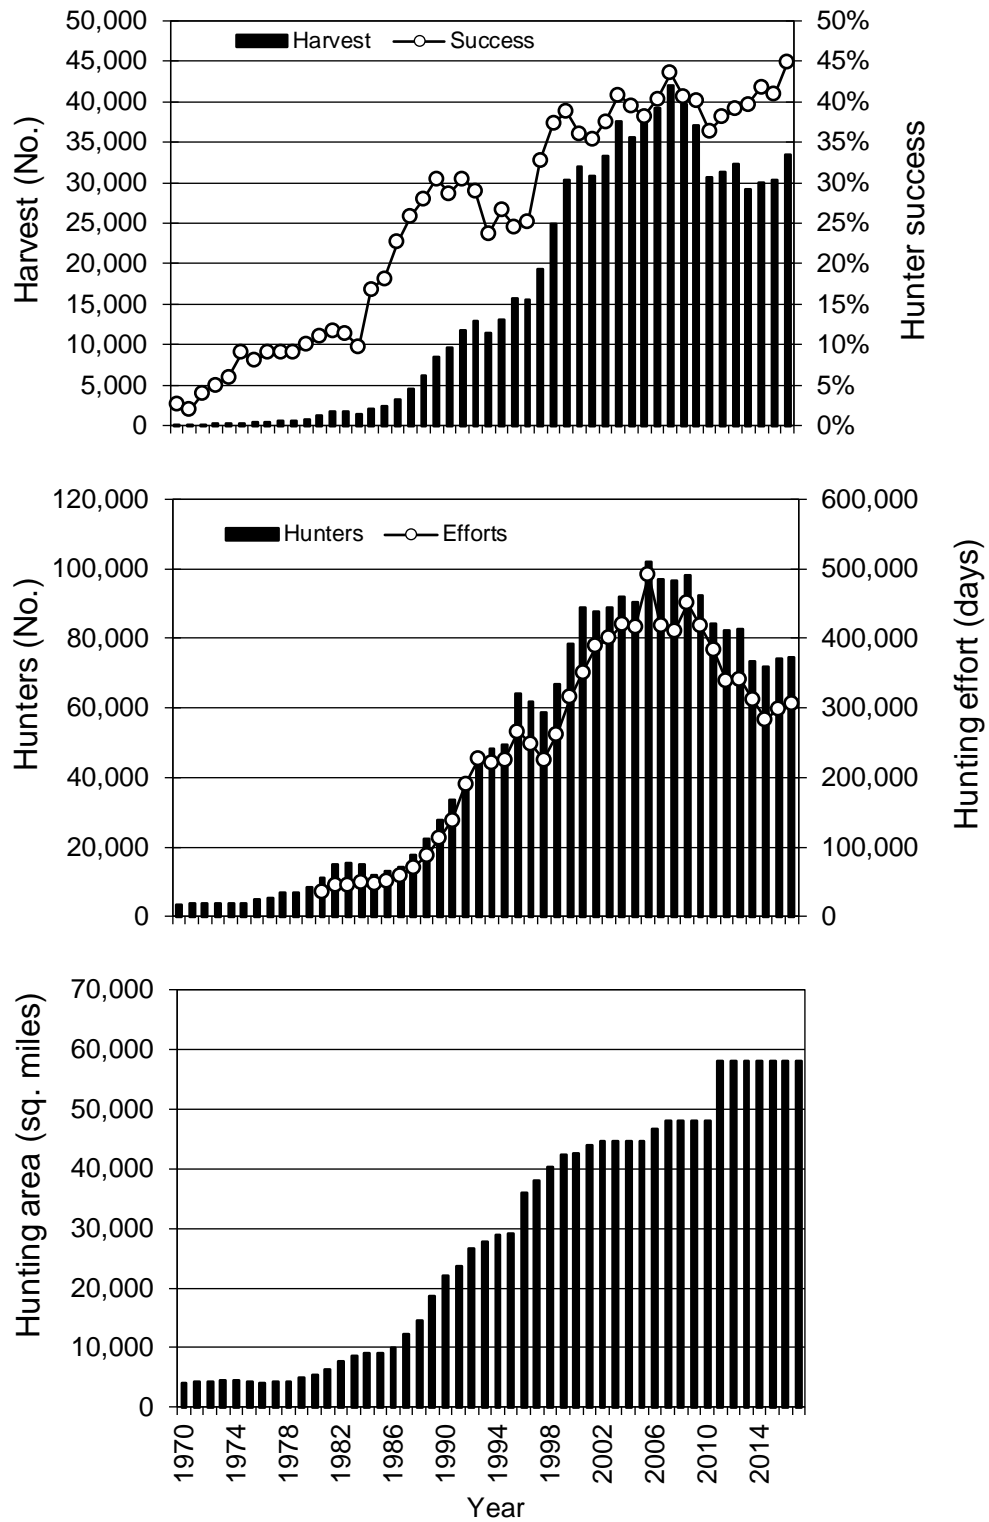 50,000 50%
Harvest Success
45,000 45%
40,000 40%
35,000 35%
30,000 30%
25,000 25%
20,000 20%
15,000 15%
10,000 10%
5,000 5%
0 0%
Harvest (No.)
Hunter success
120,000 600,000
Hunters Efforts
100,000 500,000
80,000 400,000
60,000 300,000
40,000 200,000
20,000 100,000
0 0
Hunters (No.)
Hunting effort (days)
70,000
60,000
50,000
40,000
30,000
20,000
10,000
0
Hunting area (sq. miles)
1970 1974 1978 1982 1986 1990 1994 1998 2002 2006 2010 2014
Year